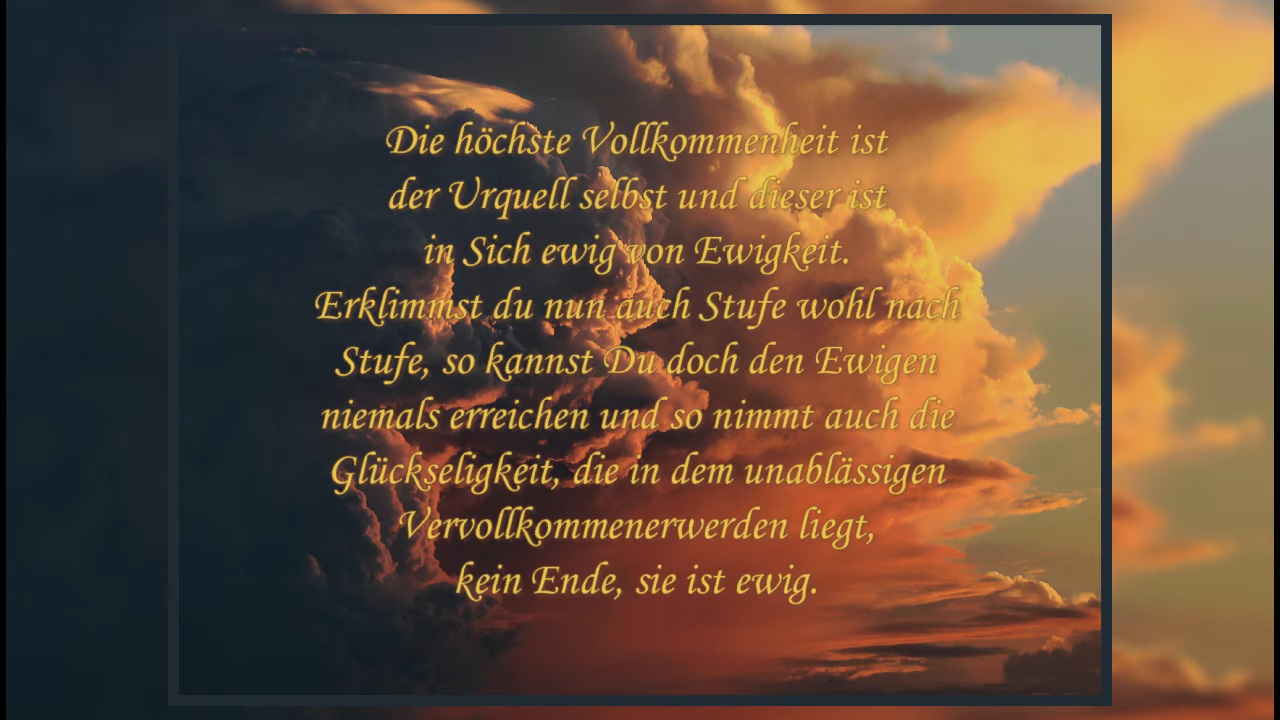 Die höchste Vollkommenheit ist
der Urquell selbst und dieser ist
in Sich ewig von Ewigkeit.
Erklimmst du nun auch Stufe wohl nach
Stufe, so kannst Du doch den Ewigen
niemals erreichen und so nimmt auch die
Glückseligkeit, die in dem unablässigen
Vervollkommenerwerden liegt,
kein Ende, sie ist ewig.